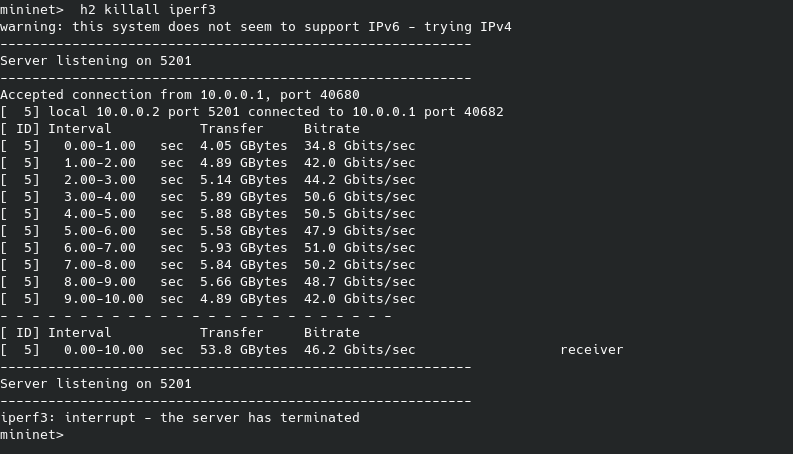 mininet>  h2 killall iperf3
warning: this system does not seem to support IPv6 - trying IPv4
-----------------------------------------------------------
Server listening on 5201
-----------------------------------------------------------
Accepted connection from 10.0.0.1, port 40680
[  5] local 10.0.0.2 port 5201 connected to 10.0.0.1 port 40682
[ ID] Interval           Transfer     Bitrate
[  5]   0.00-1.00   sec  4.05 GBytes  34.8 Gbits/sec
[  5]   1.00-2.00   sec  4.89 GBytes  42.0 Gbits/sec
[  5]   2.00-3.00   sec  5.14 GBytes  44.2 Gbits/sec
[  5]   3.00-4.00   sec  5.89 GBytes  50.6 Gbits/sec
[  5]   4.00-5.00   sec  5.88 GBytes  50.5 Gbits/sec
[  5]   5.00-6.00   sec  5.58 GBytes  47.9 Gbits/sec
[  5]   6.00-7.00   sec  5.93 GBytes  51.0 Gbits/sec
[  5]   7.00-8.00   sec  5.84 GBytes  50.2 Gbits/sec
[  5]   8.00-9.00   sec  5.66 GBytes  48.7 Gbits/sec
[  5]   9.00-10.00  sec  4.89 GBytes  42.0 Gbits/sec
- - - - - - - - - - - - - - - - - - - - - - - - -
[ ID] Interval           Transfer     Bitrate
[  5]   0.00-10.00  sec  53.8 GBytes  46.2 Gbits/sec                  receiver
-----------------------------------------------------------
Server listening on 5201
-----------------------------------------------------------
iperf3: interrupt - the server has terminated
mininet>